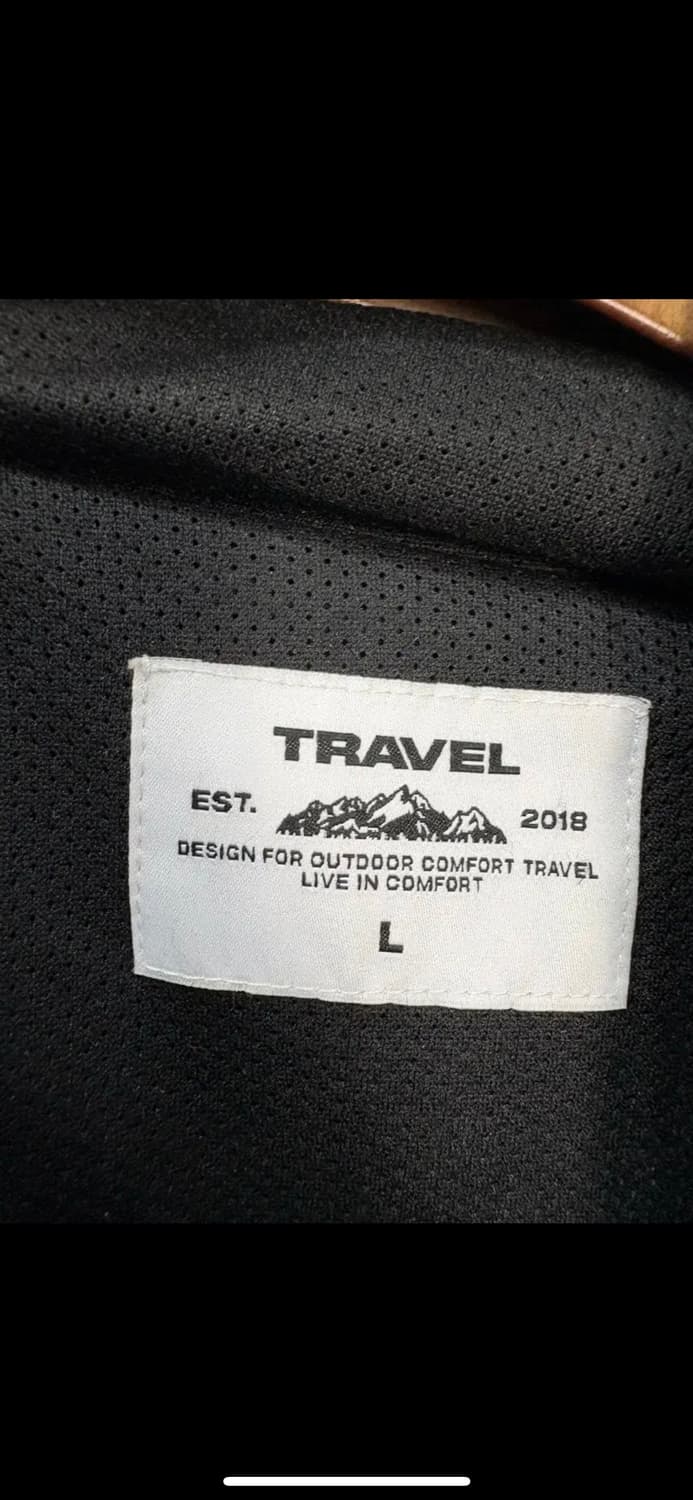 TRAVEL
EST. 2018
DESIGN FOR OUTDOOR COMFORT TRAVEL
LIVE IN COMFORT
L